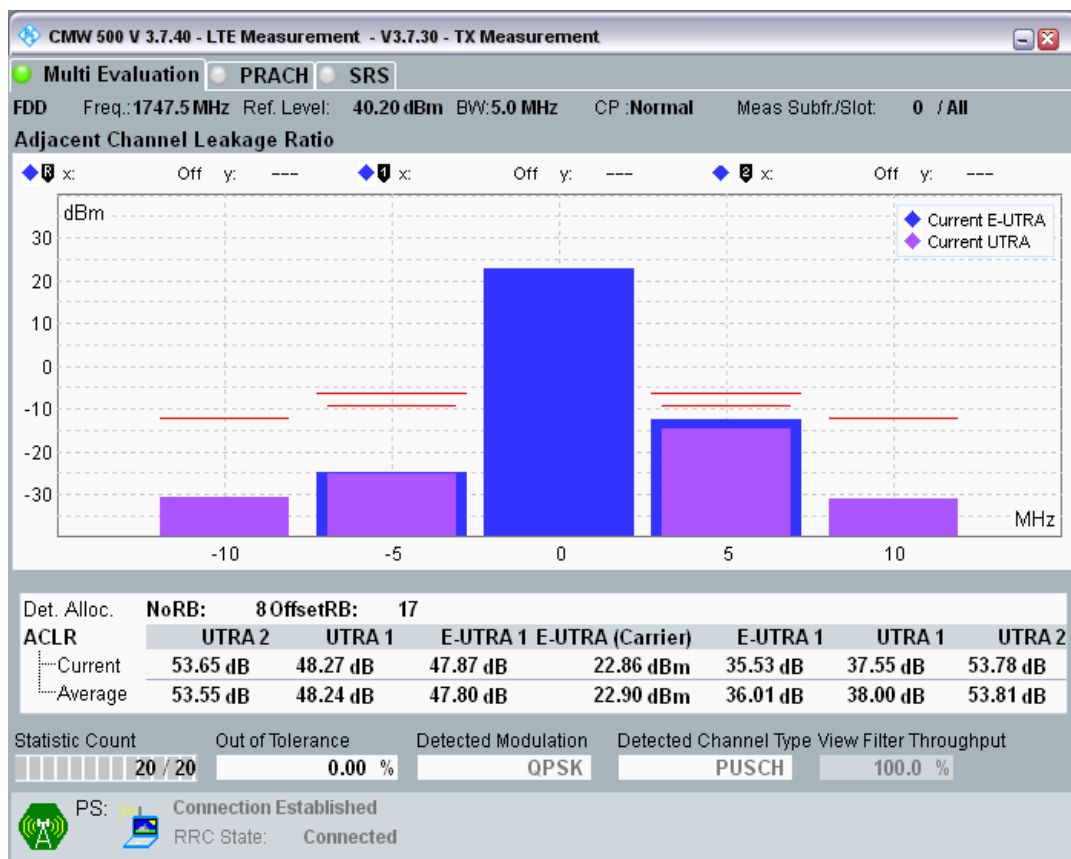 CMW 500 V 3.7.40 - LTE Measurement - V3.7.30 - TX Measurement
Multi Evaluation PRACH SRS
FDD Freq.:1747.5 MHz Ref. Level: 40.20 dBm BW:5.0 MHz CP :Normal Meas Subfr./Slot: 0 / All
Adjacent Channel Leakage Ratio
R x: Off y: --- 1 x: Off y: --- 2 x: Off y: ---
dBm
Current E-UTRA
Current UTRA
30
20
10
0
-10
-20
-30
MHz
-10 -5 0 5 10
Det. Alloc. NoRB: 8 OffsetRB: 17
ACLR UTRA 2 UTRA 1 E-UTRA 1 E-UTRA (Carrier) E-UTRA 1 UTRA 1 UTRA 2
Current 53.65 dB 48.27 dB 47.87 dB 22.86 dBm 35.53 dB 37.55 dB 53.78 dB
Average 53.55 dB 48.24 dB 47.80 dB 22.90 dBm 36.01 dB 38.00 dB 53.81 dB
Statistic Count Out of Tolerance Detected Modulation Detected Channel Type View Filter Throughput
20 / 20 0.00 % QPSK PUSCH 100.0 %
PS: Connection Established
RRC State: Connected